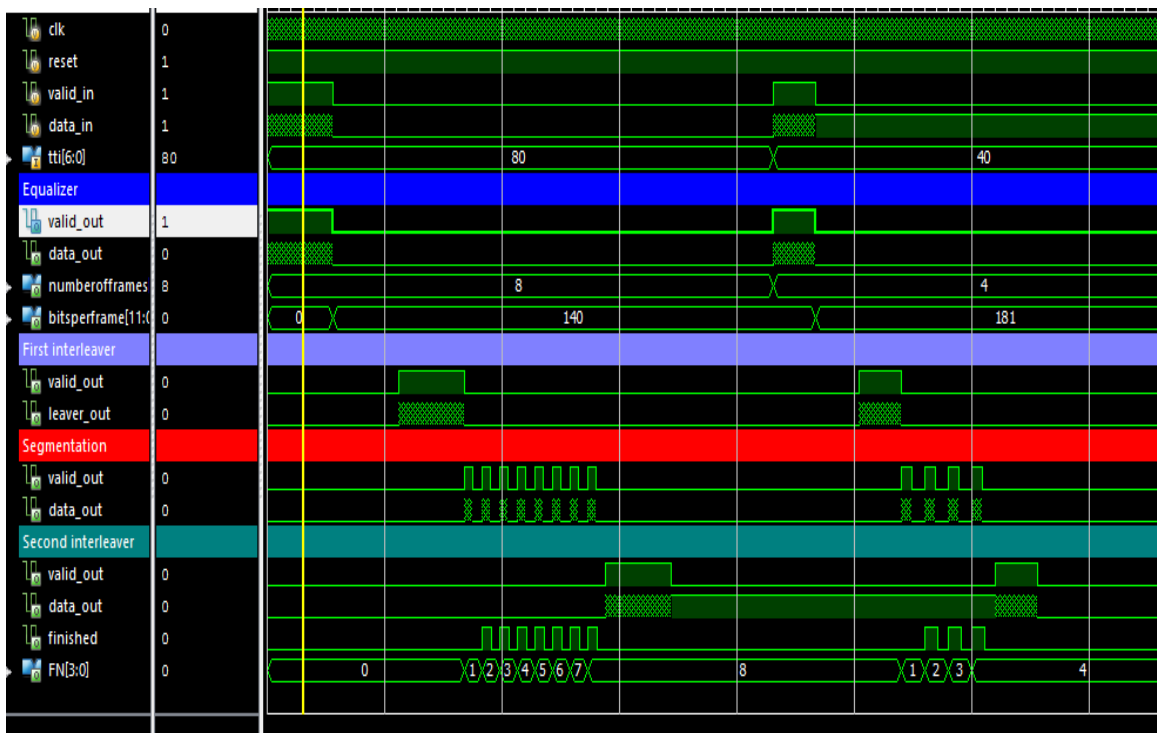 clk 0
reset 1
valid_in 1
data_in 1
tti[6:0] 80 80 40
Equalizer
valid_out 1
data_out 0
numberofframes 8 8 4
bitsperframe[11:0 0 0 140 181
First interleaver
valid_out 0
leaver_out 0
Segmentation
valid_out 0
data_out 0
Second interleaver
valid_out 0
data_out 0
finished 0
FN[3:0] 0 0 1 2 3 4 5 6 7 8 1 2 3 4